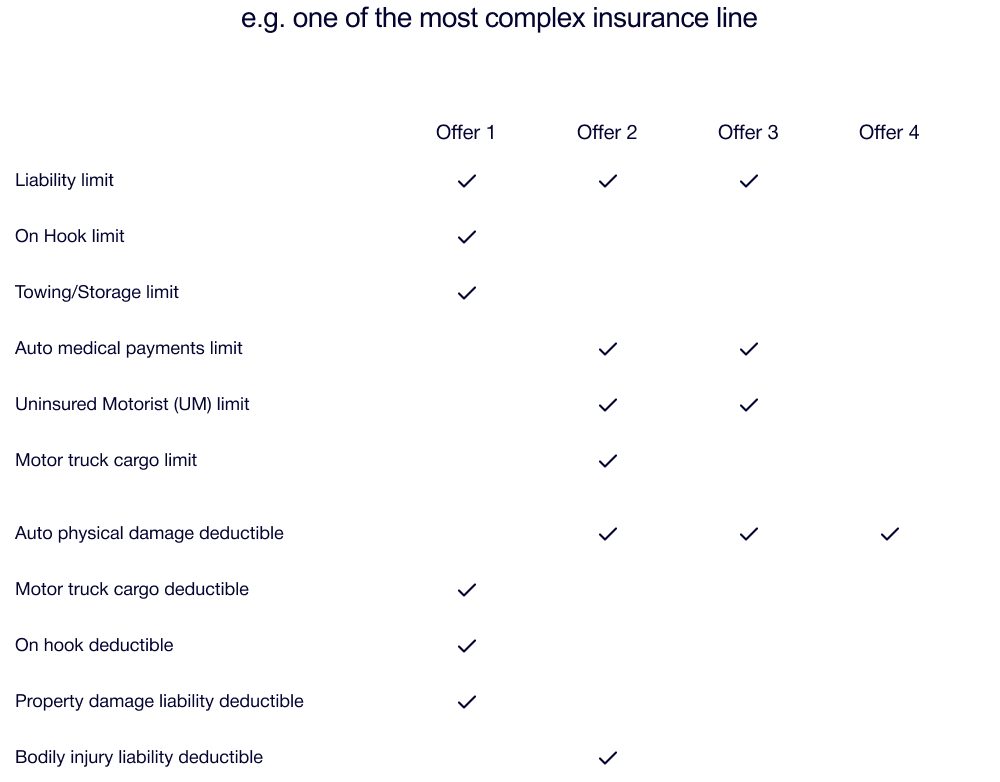 e.g. one of the most complex insurance line
Offer 1 Offer 2 Offer 3 Offer 4
Liability limit ✓ ✓ ✓
On Hook limit ✓
Towing/Storage limit ✓
Auto medical payments limit ✓ ✓
Uninsured Motorist (UM) limit ✓ ✓
Motor truck cargo limit ✓
Auto physical damage deductible ✓ ✓ ✓
Motor truck cargo deductible ✓
On hook deductible ✓
Property damage liability deductible ✓
Bodily injury liability deductible ✓